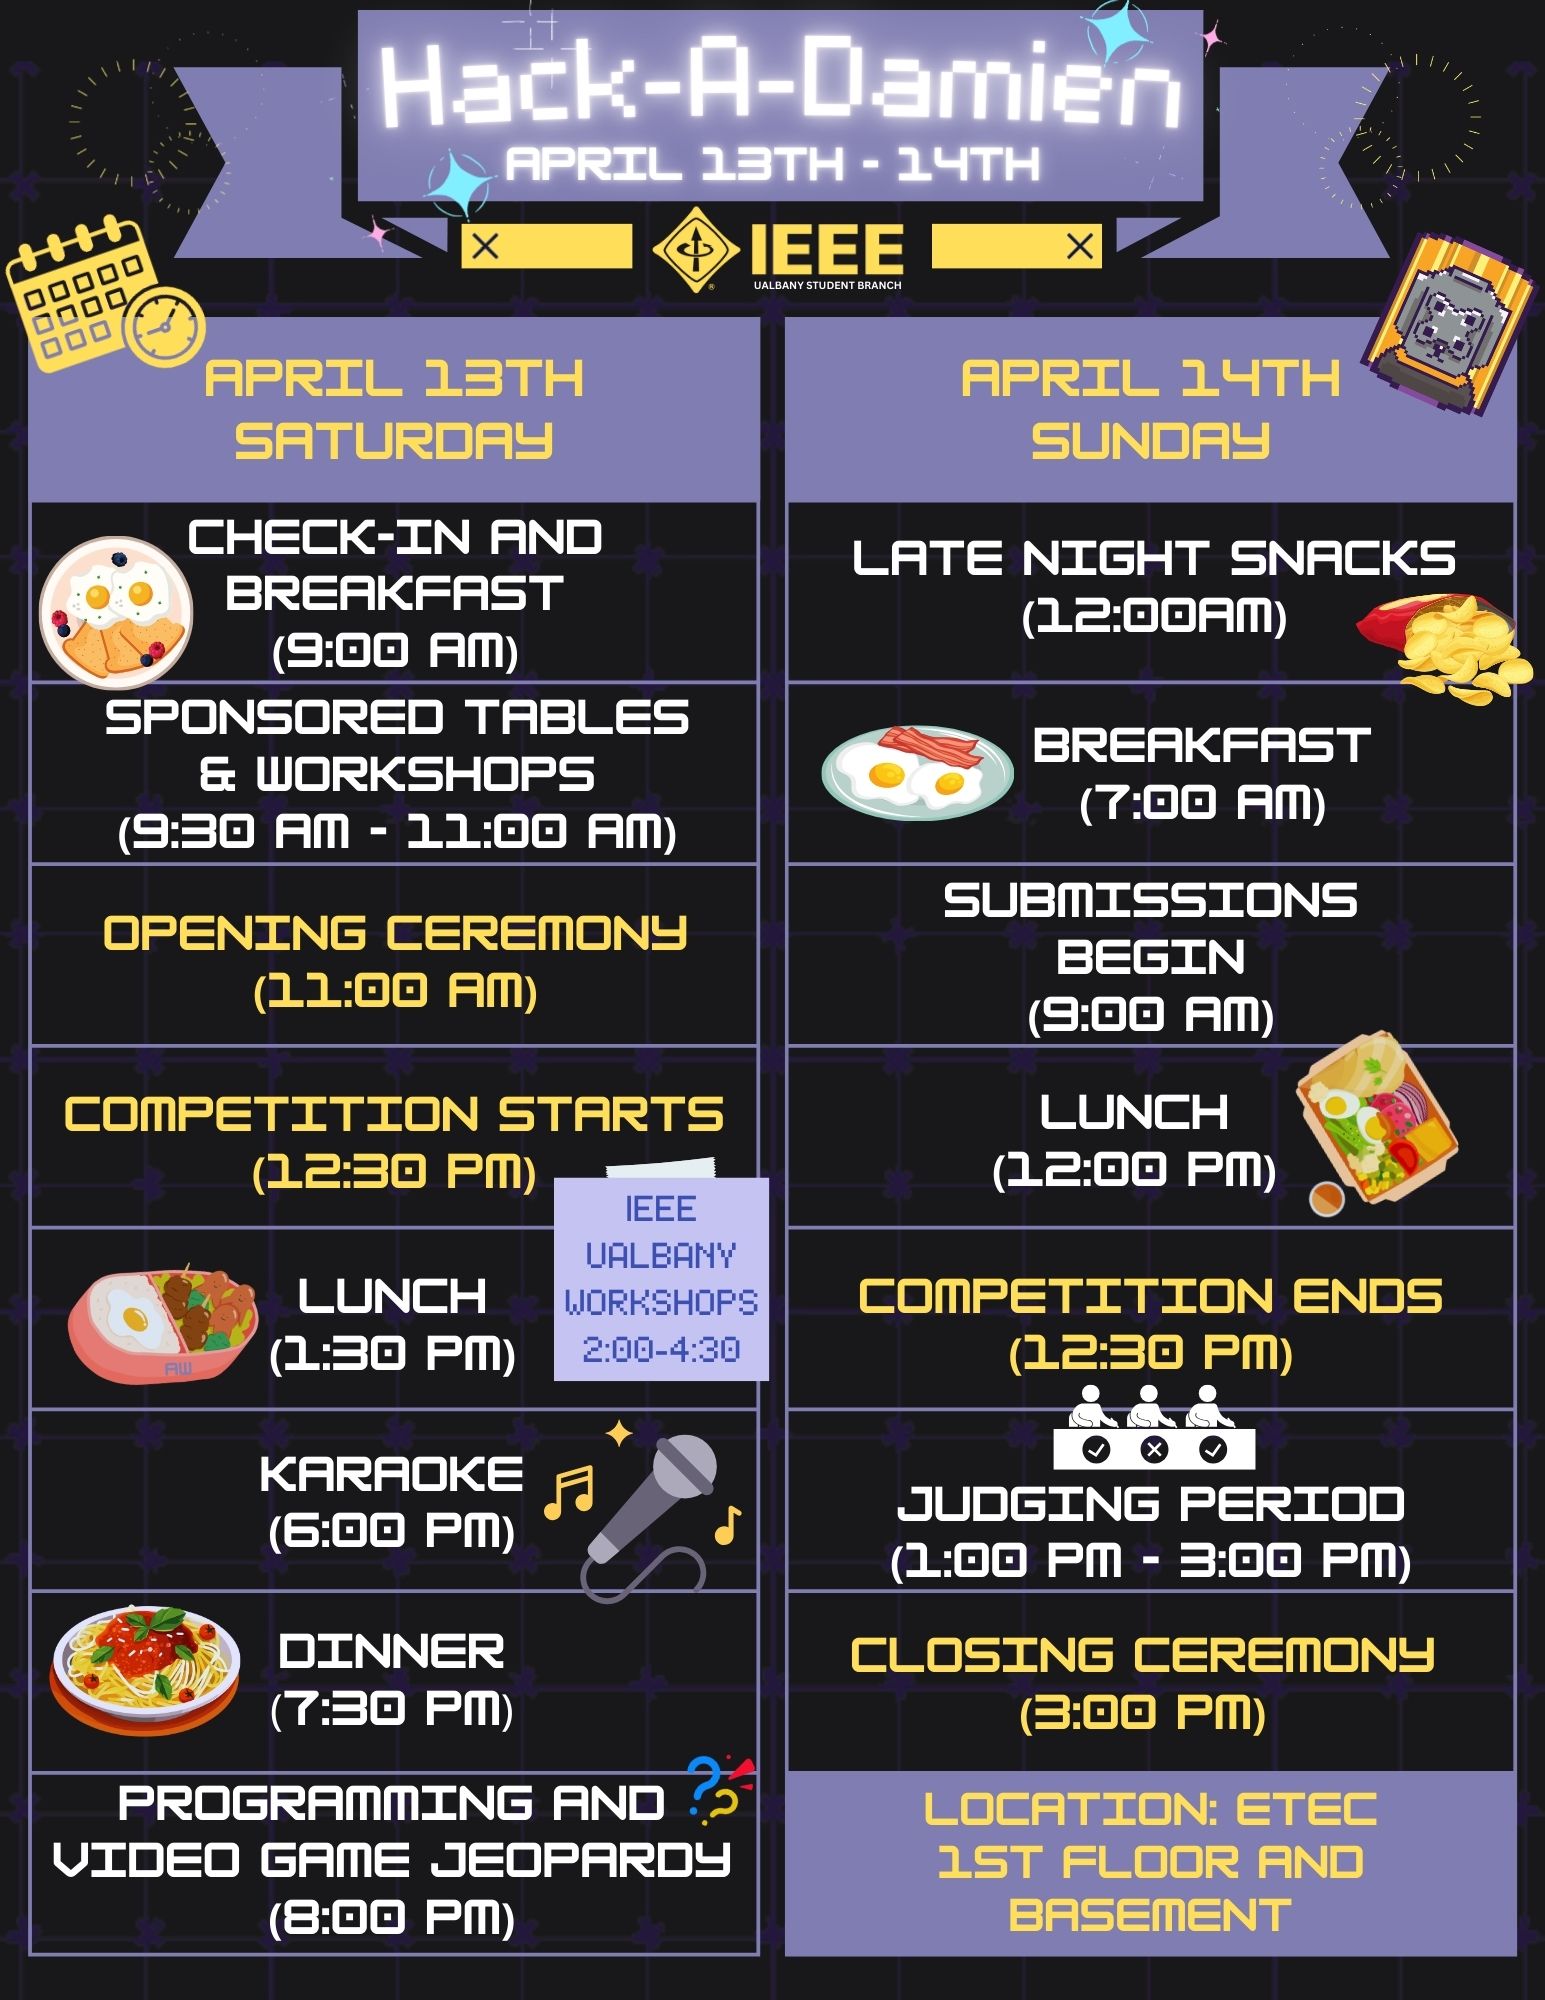 Hack-A-Damien
APRIL 13TH - 14TH
IEEE
®
UALBANY STUDENT BRANCH
APRIL 13TH
SATURDAY
CHECK-IN AND
BREAKFAST
(9:00 AM)
SPONSORED TABLES
& WORKSHOPS
(9:30 AM - 11:00 AM)
OPENING CEREMONY
(11:00 AM)
COMPETITION STARTS
(12:30 PM)
IEEE
UALBANY
WORKSHOPS
2:00-4:30
LUNCH
(1:30 PM)
AW
KARAOKE
(6:00 PM)
DINNER
(7:30 PM)
PROGRAMMING AND
VIDEO GAME JEOPARDY
(8:00 PM)
APRIL 14TH
SUNDAY
LATE NIGHT SNACKS
(12:00AM)
BREAKFAST
(7:00 AM)
SUBMISSIONS
BEGIN
(9:00 AM)
LUNCH
(12:00 PM)
COMPETITION ENDS
(12:30 PM)
JUDGING PERIOD
(1:00 PM - 3:00 PM)
CLOSING CEREMONY
(3:00 PM)
LOCATION: ETEC
1ST FLOOR AND
BASEMENT